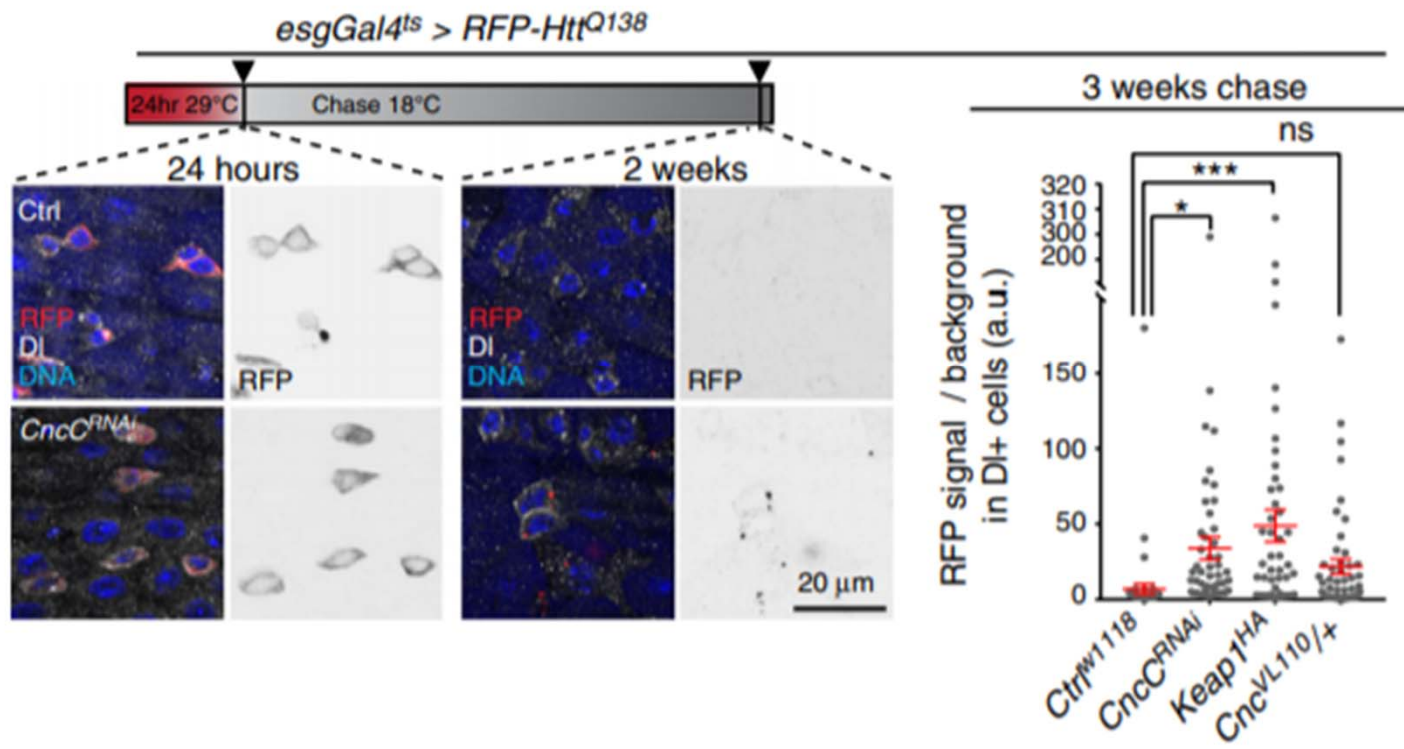 esgGal4ts > RFP-HttQ138
24hr 29°C
Chase 18°C
24 hours
2 weeks
Ctrl
RFP
Dl
DNA
RFP
RFP
Dl
DNA
RFP
CncCRNAi
20 μm
3 weeks chase
ns
***
*
RFP signal / background
in Dl+ cells (a.u.)
320
310
300
200
150
100
50
0
Ctrlw1118
CncCRNAi
Keap1HA
CncVL110/+